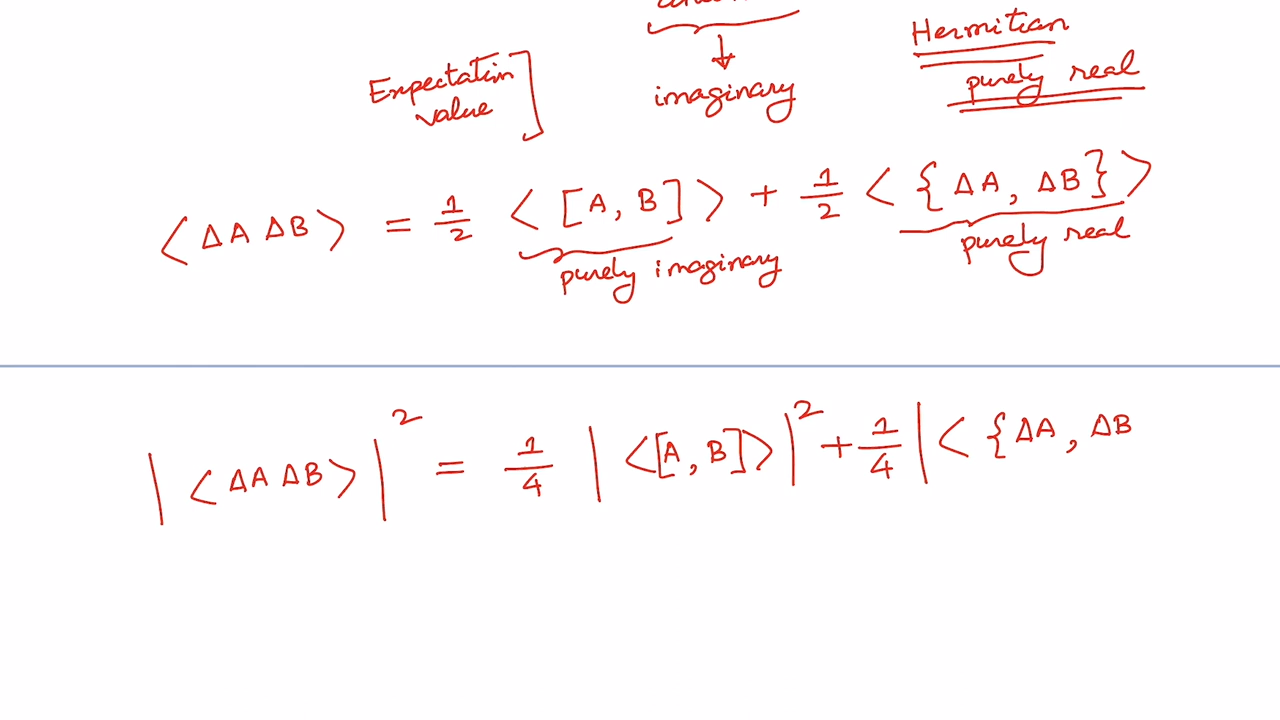 Hermitian
Expectation imaginary purely real
value
⟨ΔA ΔB⟩ = 1/2 ⟨[A, B]⟩ + 1/2 ⟨{ΔA, ΔB}⟩
purely imaginary purely real
|⟨ΔA ΔB⟩|² = 1/4 |⟨[A, B]⟩|² + 1/4 |⟨{ΔA, ΔB